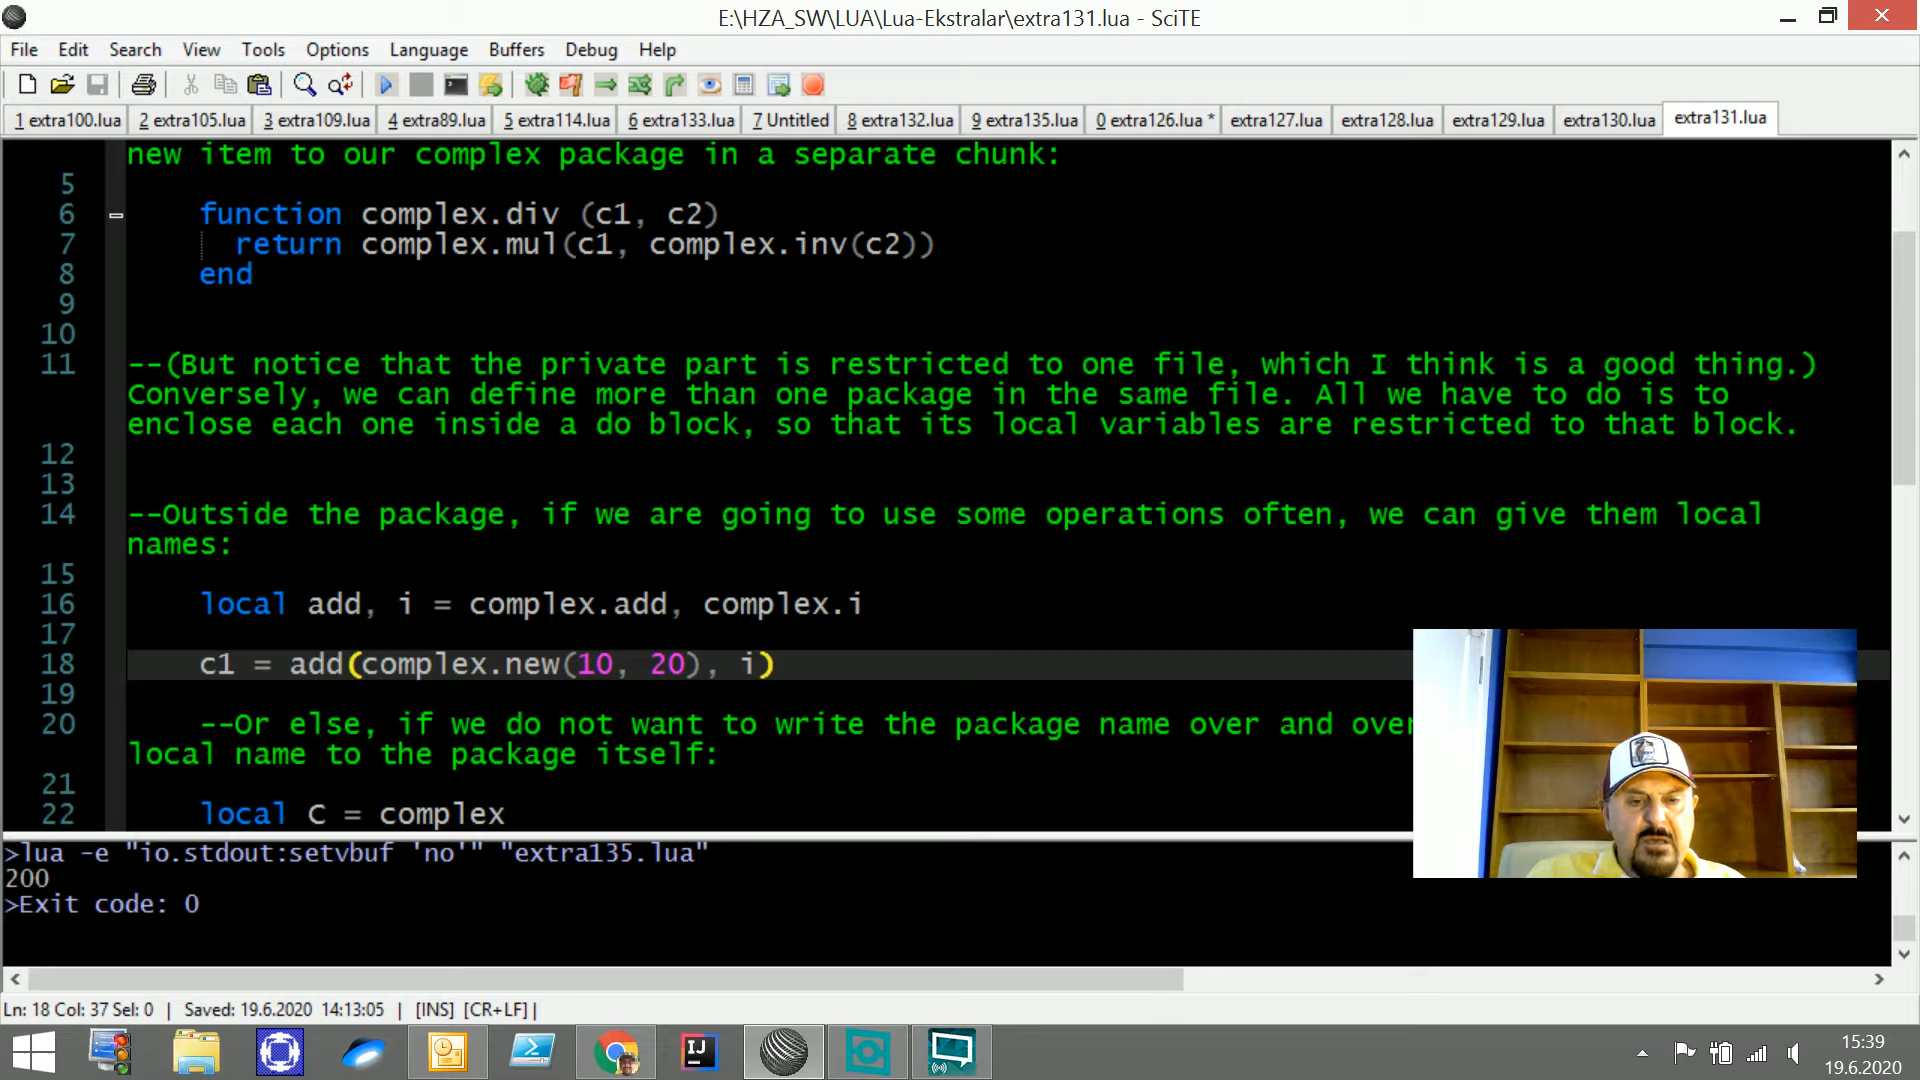 E:\HZA_SW\LUA\Lua-Ekstralar\extra131.lua - SciTE
File Edit Search View Tools Options Language Buffers Debug Help
1 extra100.lua 2 extra105.lua 3 extra109.lua 4 extra89.lua 5 extra114.lua 6 extra133.lua 7 Untitled 8 extra132.lua 9 extra135.lua 0 extra126.lua * extra127.lua extra128.lua extra129.lua extra130.lua extra131.lua
new item to our complex package in a separate chunk:
5
6 function complex.div (c1, c2)
7 return complex.mul(c1, complex.inv(c2))
8 end
9
10
11 --(But notice that the private part is restricted to one file, which I think is a good thing.)
Conversely, we can define more than one package in the same file. All we have to do is to
enclose each one inside a do block, so that its local variables are restricted to that block.
12
13
14 --Outside the package, if we are going to use some operations often, we can give them local
names:
15
16 local add, i = complex.add, complex.i
17
18 c1 = add(complex.new(10, 20), i)
19
20 --Or else, if we do not want to write the package name over and over
local name to the package itself:
21
22 local C = complex
>lua -e "io.stdout:setvbuf 'no'" "extra135.lua"
200
>Exit code: 0
Ln: 18 Col: 37 Sel: 0 | Saved: 19.6.2020 14:13:05 | [INS] [CR+LF] |
IJ
15:39
19.6.2020